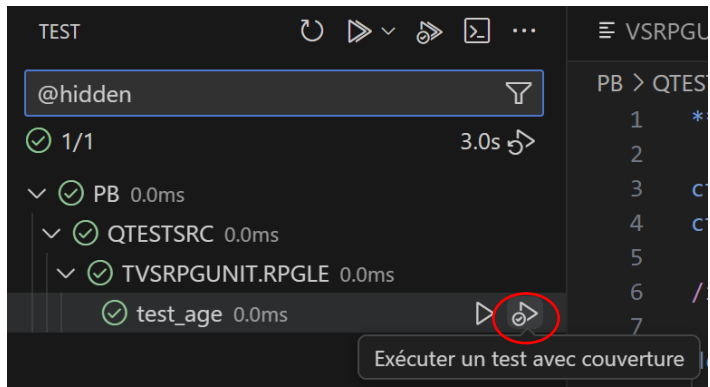 TEST
VSRPGU
@hidden
1/1
3.0s
PB 0.0ms
QTESTSRC 0.0ms
TVSRPGUNIT.RPGLE 0.0ms
test_age 0.0ms
Exécuter un test avec couverture
PB > QTEST
1
2
3
4
5
6
7